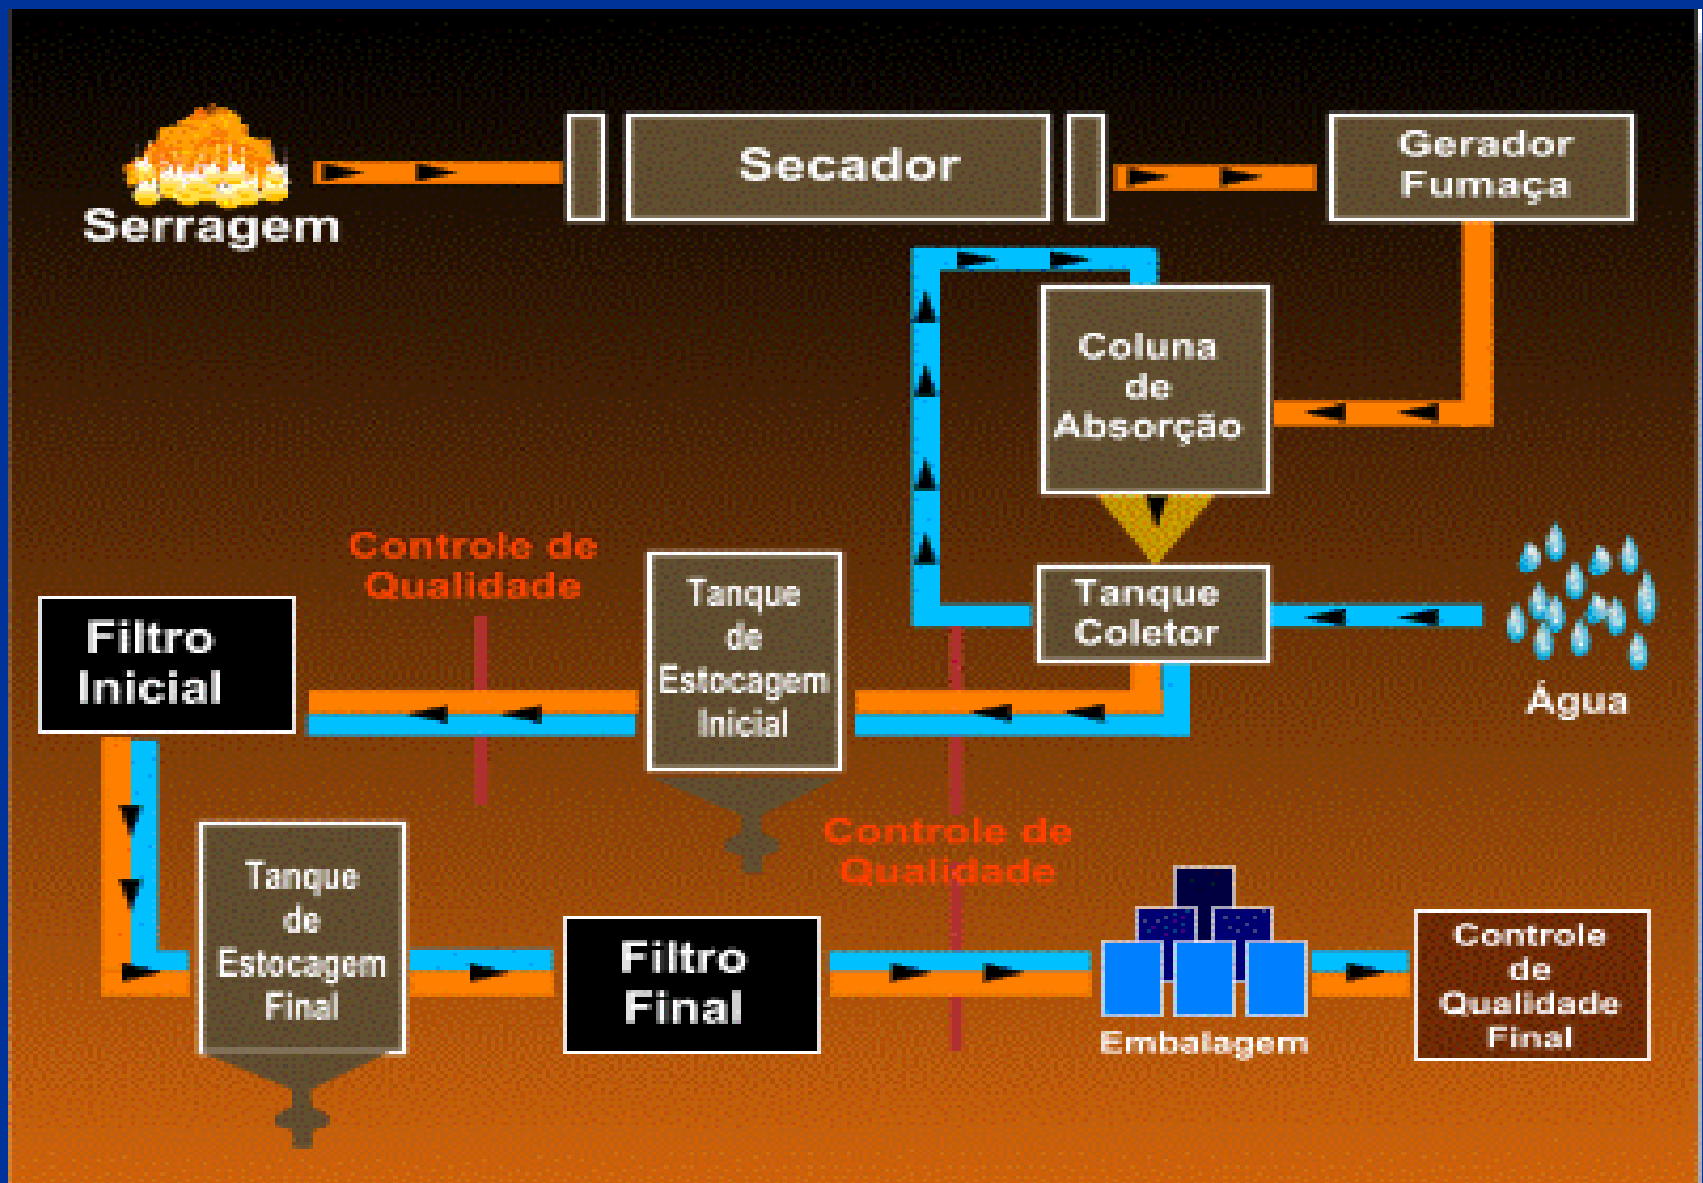 Serragem
Secador
Gerador
Fumaça
Coluna
de
Absorção
Tanque
Coletor
Água
Controle de
Qualidade
Tanque
de
Estocagem
Inicial
Filtro
Inicial
Controle de
Qualidade
Tanque
de
Estocagem
Final
Filtro
Final
Embalagem
Controle
de
Qualidade
Final